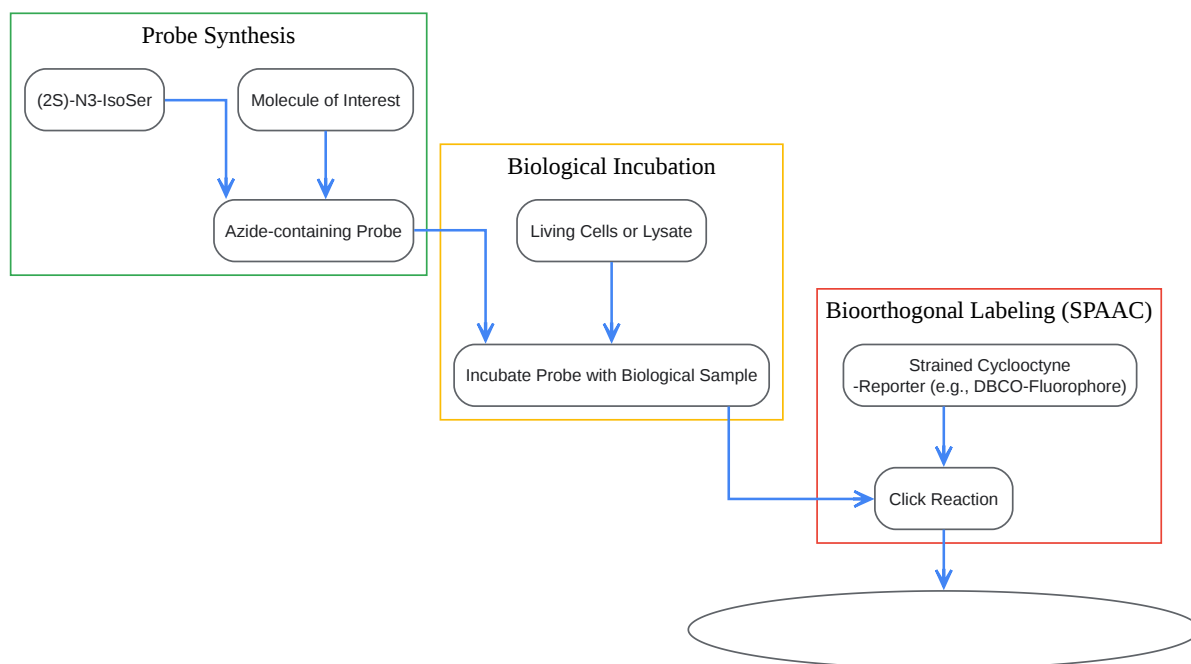 Probe Synthesis
(2S)-N3-IsoSer
Molecule of Interest
Azide-containing Probe
Biological Incubation
Living Cells or Lysate
Incubate Probe with Biological Sample
Bioorthogonal Labeling (SPAAC)
Strained Cyclooctyne
-Reporter (e.g., DBCO-Fluorophore)
Click Reaction